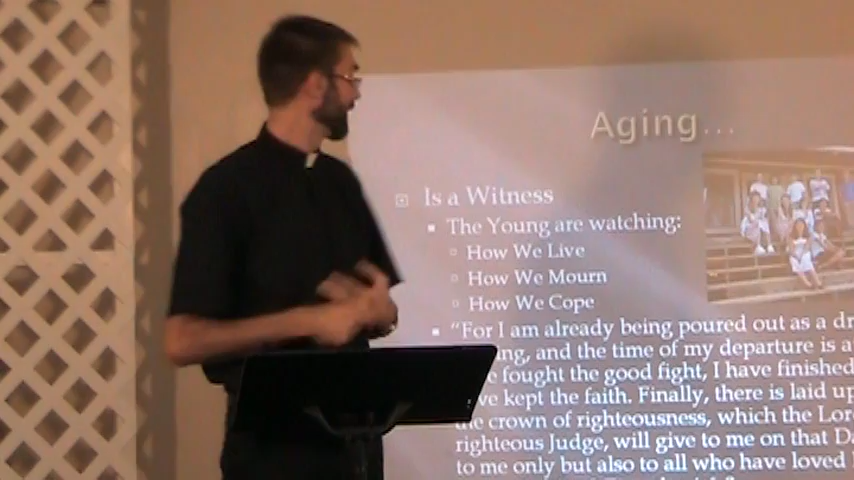 Aging...
Is a Witness
The Young are watching:
How We Live
How We Mourn
How We Cope
"For I am already being poured out as a
and the time of my departure is
fought the good fight, I have finished
kept the faith. Finally, there is laid up
crown of righteousness, which the
righteous Judge, will give to me on that
to me only but also to all who have loved